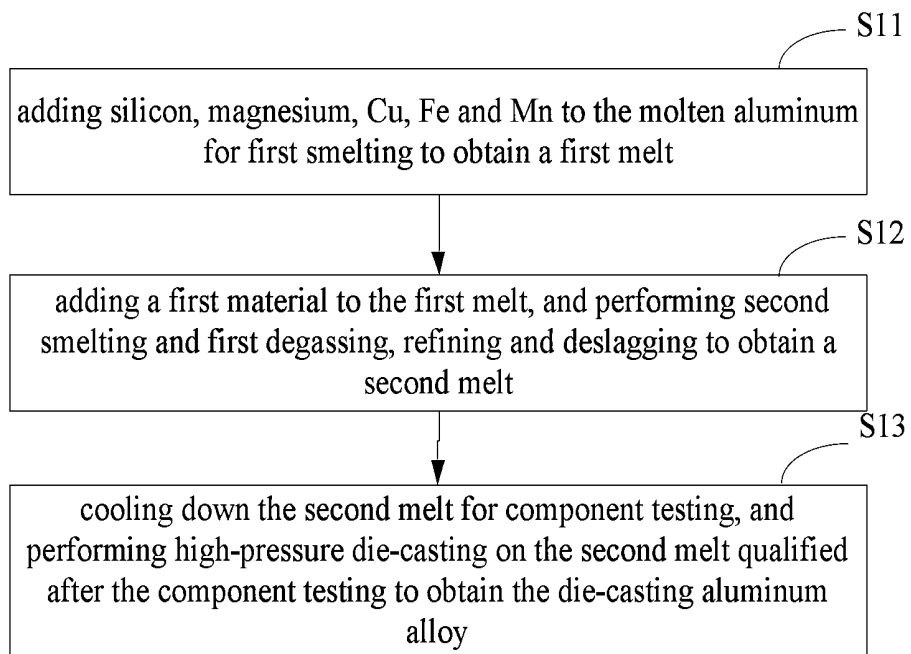 S11
adding silicon, magnesium, Cu, Fe and Mn to the molten aluminum
for first smelting to obtain a first melt
S12
adding a first material to the first melt, and performing second
smelting and first degassing, refining and deslagging to obtain a
second melt
S13
cooling down the second melt for component testing, and
performing high-pressure die-casting on the second melt qualified
after the component testing to obtain the die-casting aluminum
alloy